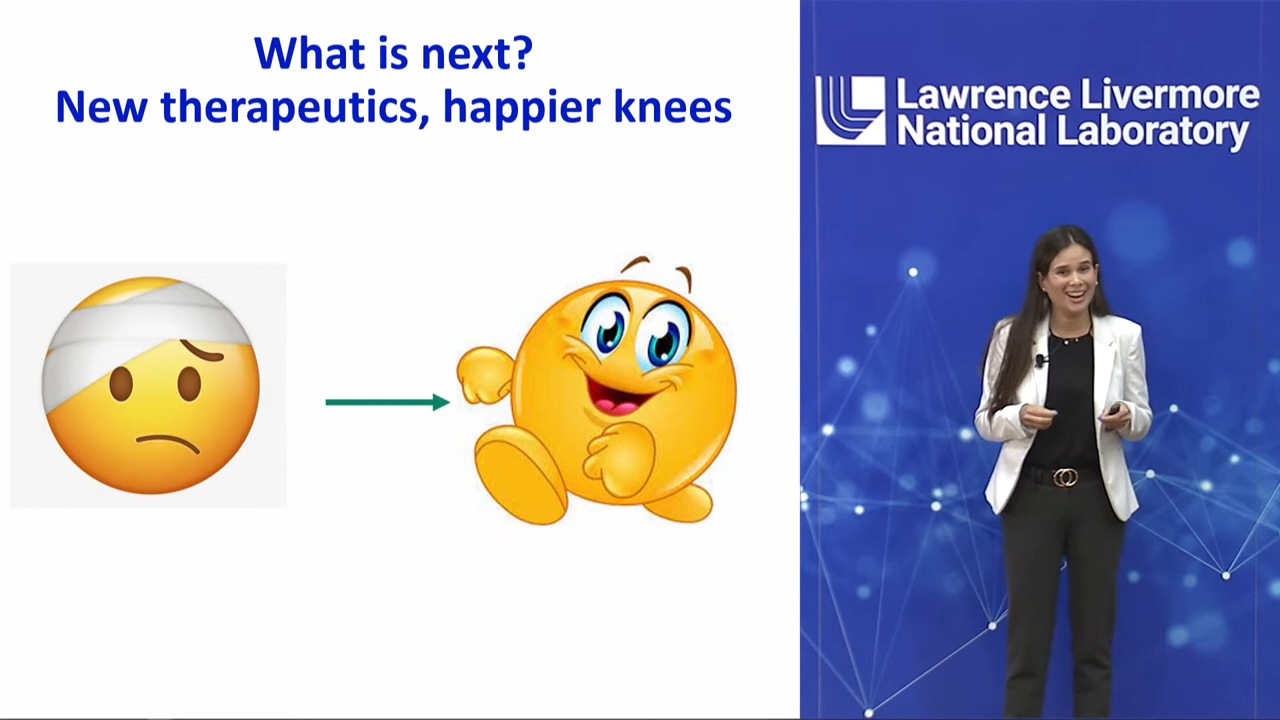 What is next?
New therapeutics, happier knees
Lawrence Livermore
National Laboratory